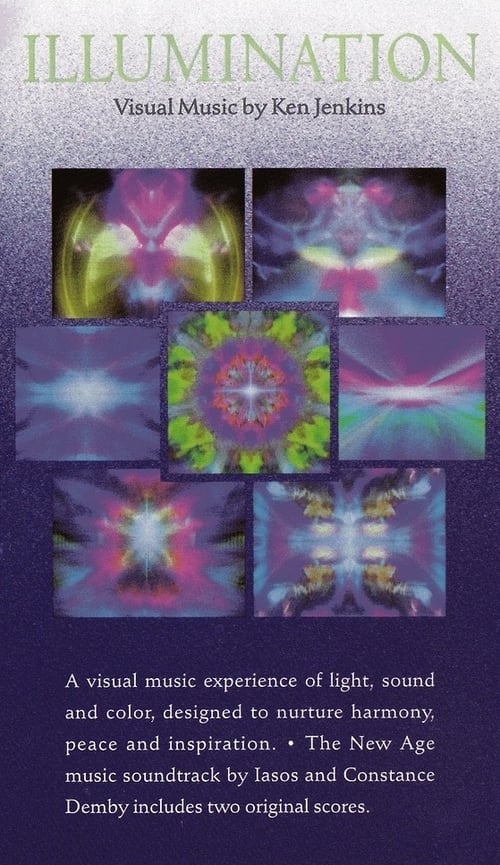 ILLUMINATION
Visual Music by Ken Jenkins
A visual music experience of light, sound
and color, designed to nurture harmony,
peace and inspiration. • The New Age
music soundtrack by Iasos and Constance
Demby includes two original scores.